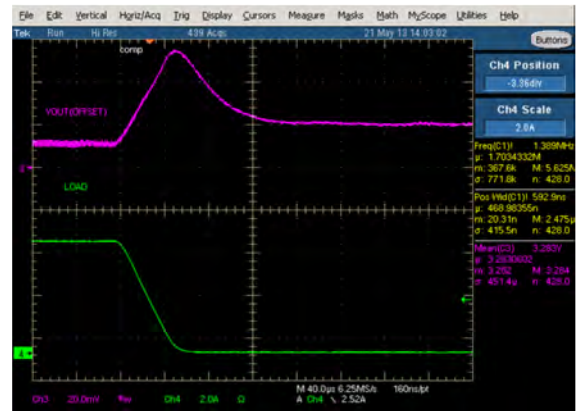 File Edit Vertical Horiz/Acq Trig Display Cursors Measure Masks Math MyScope Utilities Help
Tek Run Hi Res 409 Acqs 21 May 13 14:03:02 Buttons
comp
Ch4 Position
-3.36div
Ch4 Scale
2.0A
VOUT(OFFSET)
LOAD
Freq(C1)! 1.389MHz
µ: 1.7034332M
m: 367.6k M: 5.625M
σ: 771.8k n: 428.0
Pos Wid(C1)! 592.9ns
µ: 468.98355n
m: 20.31n M: 2.475µ
σ: 415.5n n: 428.0
Mean(C3) 3.283V
µ: 3.2830602
m: 3.282 M: 3.284
σ: 451.4µ n: 428.0
Ch3 20.0mV Ch4 2.0A Ω M 40.0µs 6.25MS/s 160ns/pt
A Ch4 \ 2.52A